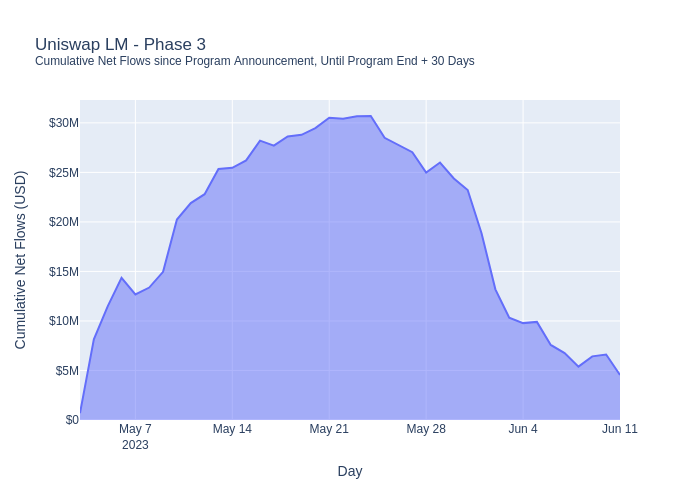 Uniswap LM - Phase 3
Cumulative Net Flows since Program Announcement, Until Program End + 30 Days
Cumulative Net Flows (USD)
$30M
$25M
$20M
$15M
$10M
$5M
$0
May 7
2023
May 14
May 21
May 28
Jun 4
Jun 11
Day